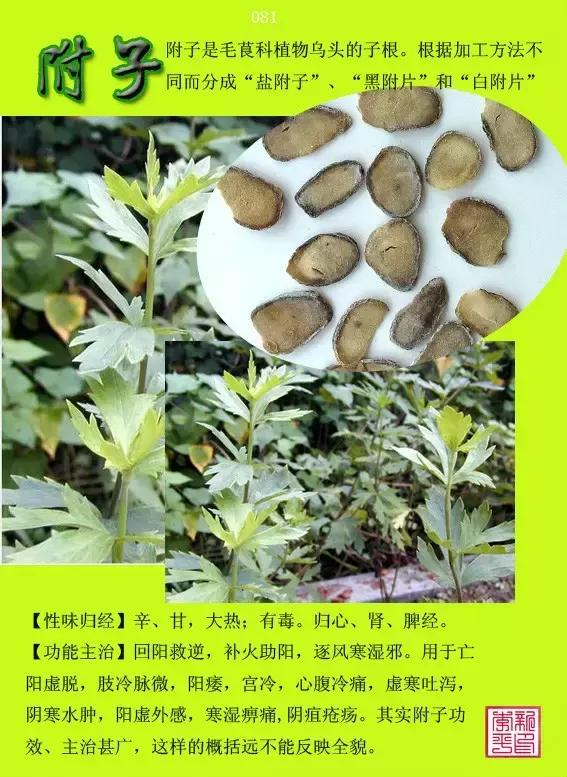 081
附子
附子是毛茛科植物乌头的子根。根据加工方法不
同而分成“盐附子”、“黑附片”和“白附片”
【性味归经】辛、甘，大热；有毒。归心、肾、脾经。
【功能主治】回阳救逆，补火助阳，逐风寒湿邪。用于亡
阳虚脱，肢冷脉微，阳痿，宫冷，心腹冷痛，虚寒吐泻，
阴寒水肿，阳虚外感，寒湿痹痛,阴疽疮疡。其实附子功
效、主治甚广，这样的概括远不能反映全貌。